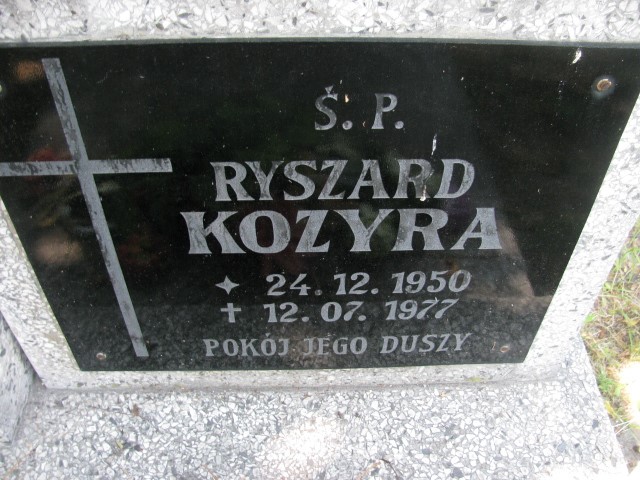 Ś. P.
RYSZARD
KOZYRA
✦ 24. 12. 1950
✝ 12. 07. 1977
POKÓJ JEGO DUSZY